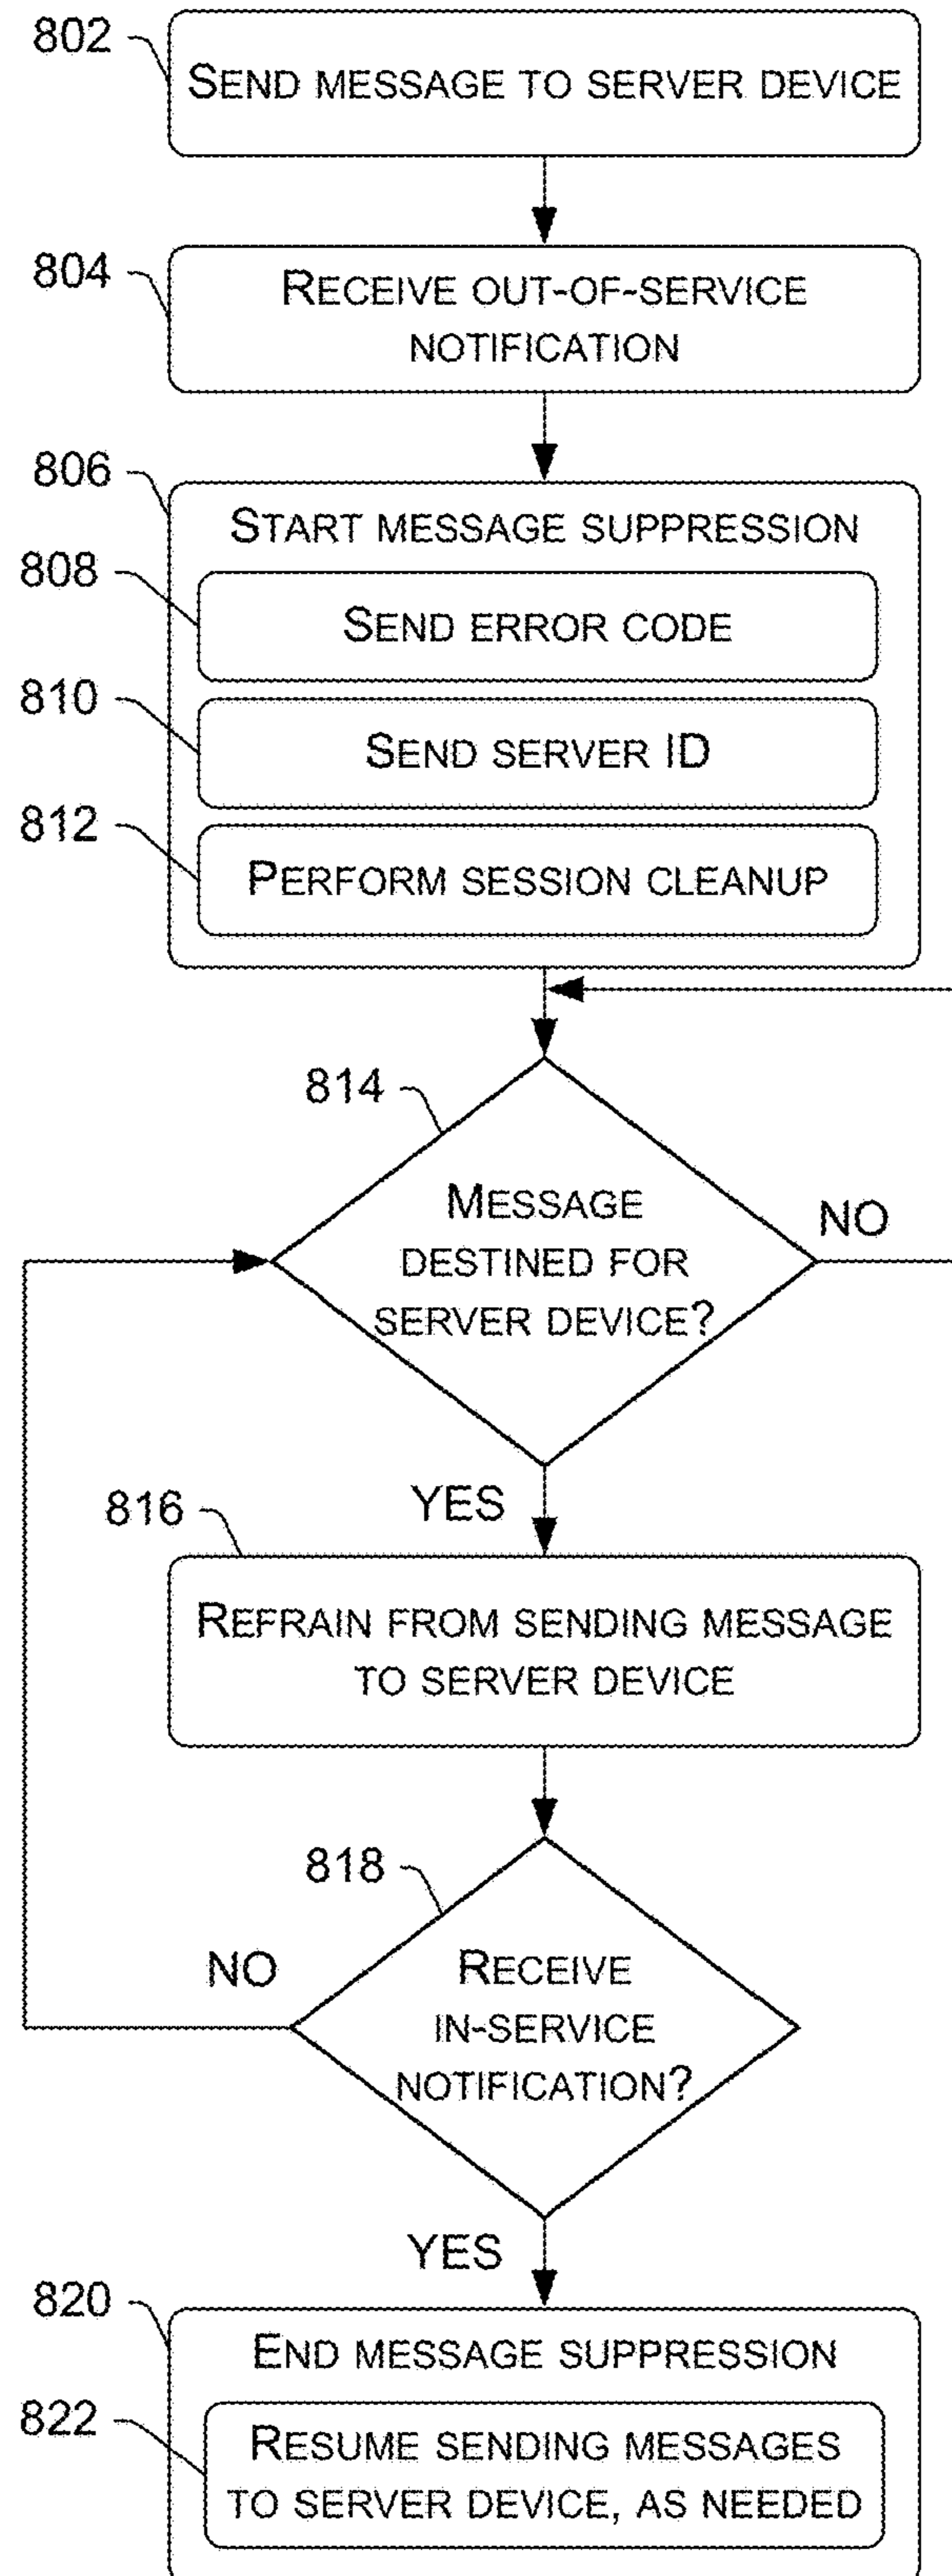 802
SEND MESSAGE TO SERVER DEVICE
804
RECEIVE OUT-OF-SERVICE
NOTIFICATION
806
START MESSAGE SUPPRESSION
808
SEND ERROR CODE
810
SEND SERVER ID
812
PERFORM SESSION CLEANUP
814
MESSAGE
DESTINED FOR
SERVER DEVICE?
NO
YES
816
REFRAIN FROM SENDING MESSAGE
TO SERVER DEVICE
818
RECEIVE
IN-SERVICE
NOTIFICATION?
NO
YES
820
END MESSAGE SUPPRESSION
822
RESUME SENDING MESSAGES
TO SERVER DEVICE, AS NEEDED